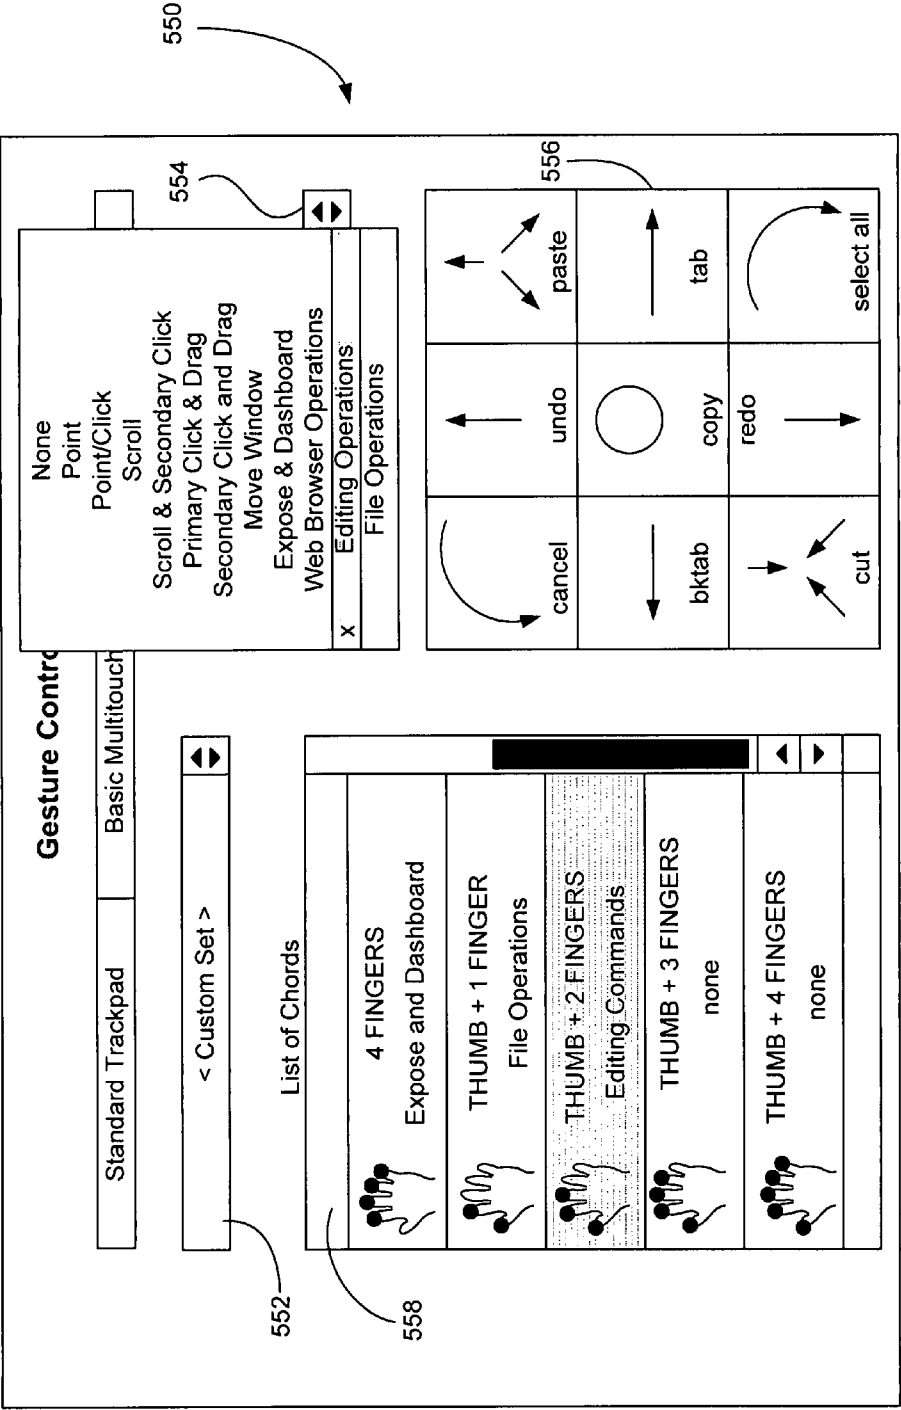 550
Gesture Contro
Standard Trackpad
Basic Multitouch
None
Point
Point/Click
Scroll
Scroll & Secondary Click
Primary Click & Drag
Secondary Click and Drag
Move Window
Expose & Dashboard
Web Browser Operations
x Editing Operations
File Operations
554
< Custom Set >
552
List of Chords
558
4 FINGERS
Expose and Dashboard
THUMB + 1 FINGER
File Operations
THUMB + 2 FINGERS
Editing Commands
THUMB + 3 FINGERS
none
THUMB + 4 FINGERS
none
556
cancel
undo
paste
bktab
copy
tab
cut
redo
select all